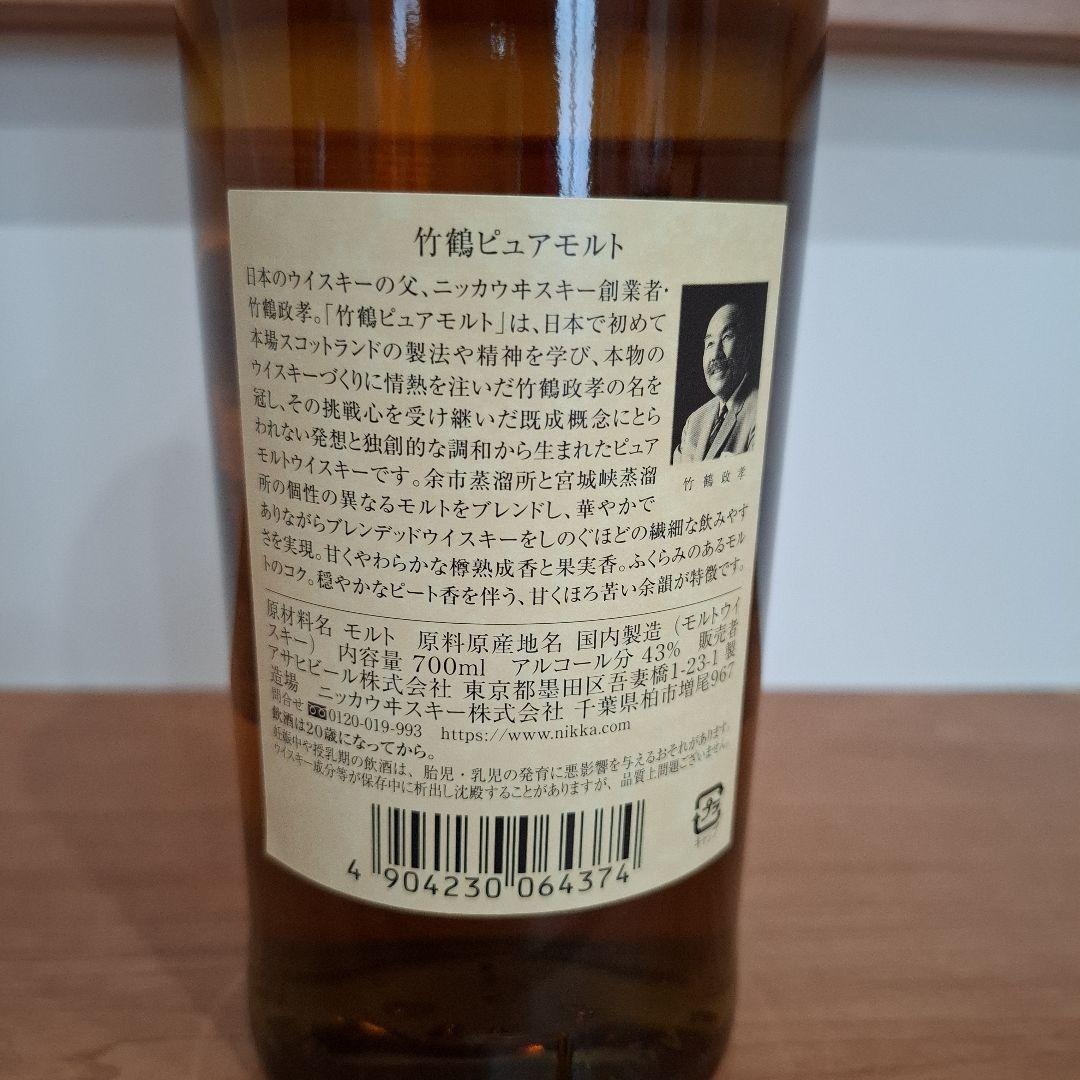 竹鶴ピュアモルト
日本のウイスキーの父、ニッカウヰスキー創業者・
竹鶴政孝。「竹鶴ピュアモルト」は、日本で初めて
本場スコットランドの製法や精神を学び、本物の
ウイスキーづくりに情熱を注いだ竹鶴政孝の名を
冠し、その挑戦心を受け継いだ既成概念にとら
われない発想と独創的な調和から生まれたピュア
モルトウイスキーです。余市蒸溜所と宮城峡蒸溜
所の個性の異なるモルトをブレンドし、華やかで
ありながらブレンデッドウイスキーをしのぐほどの繊細な飲みやす
さを実現。甘くやわらかな樽熟成香と果実香。ふくらみのあるモル
トのコク。穏やかなピート香を伴う、甘くほろ苦い余韻が特徴です。
竹鶴政孝
原材料名 モルト 原料原産地名 国内製造（モルトウイ
スキー） 内容量 700ml アルコール分 43% 販売者
アサヒビール株式会社 東京都墨田区吾妻橋1-23-1 製
造場 ニッカウヰスキー株式会社 千葉県柏市増尾967
問合せ 0120-019-993 https://www.nikka.com
飲酒は20歳になってから。
妊娠中や授乳期の飲酒は、胎児・乳児の発育に悪影響を与えるおそれがあります。
ウイスキー成分等が保存中に析出し沈殿することがありますが、品質上問題ございません。
プラ
キャップ
4 904230 064374